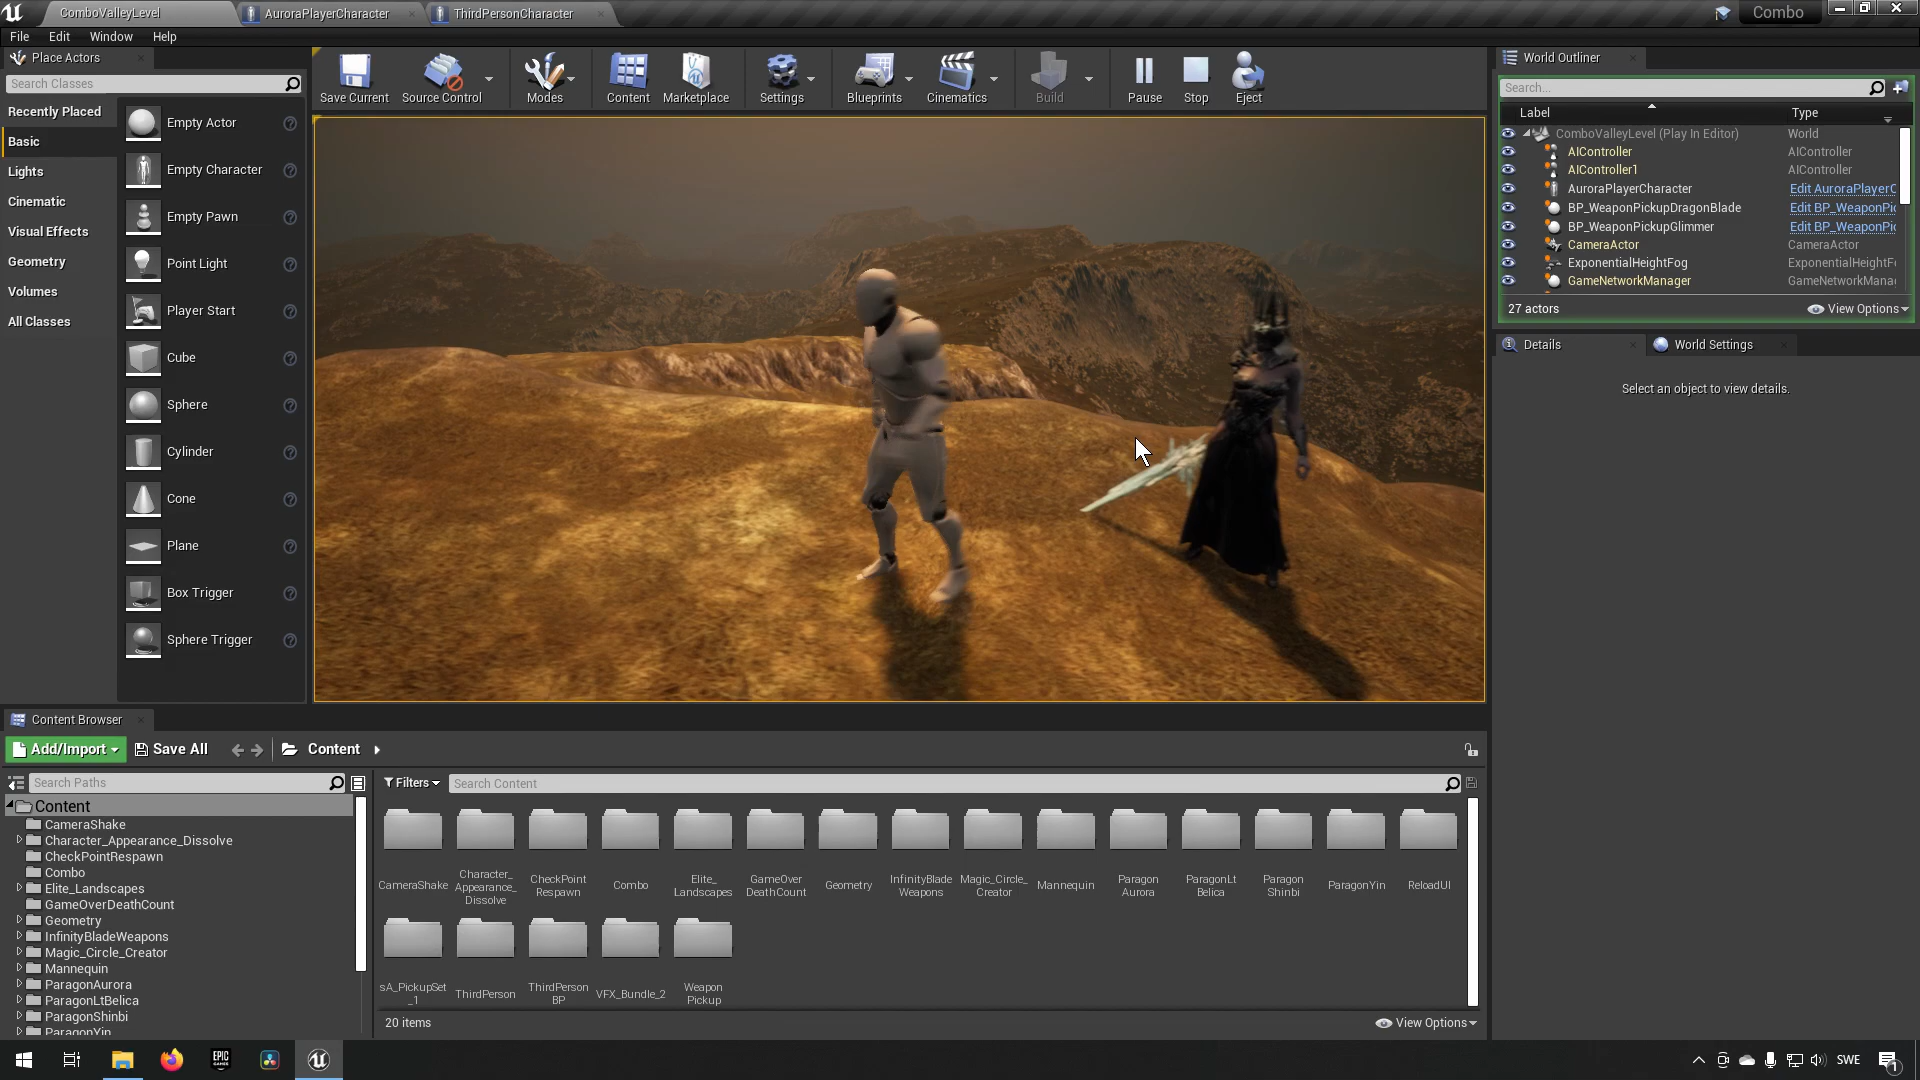 ComboValleyLevel
AuroraPlayerCharacter
ThirdPersonCharacter
Combo
File Edit Window Help
Place Actors
Search Classes
Recently Placed
Basic
Lights
Cinematic
Visual Effects
Geometry
Volumes
All Classes
Empty Actor
Empty Character
Empty Pawn
Point Light
Player Start
Cube
Sphere
Cylinder
Cone
Plane
Box Trigger
Sphere Trigger
Save Current
Source Control
Modes
Content
Marketplace
Settings
Blueprints
Cinematics
Build
Pause
Stop
Eject
World Outliner
Search...
Label Type
ComboValleyLevel (Play In Editor) World
AIController AIController
AIController1 AIController
AuroraPlayerCharacter Edit AuroraPlayerC
BP_WeaponPickupDragonBlade Edit BP_WeaponPic
BP_WeaponPickupGlimmer Edit BP_WeaponPic
CameraActor CameraActor
ExponentialHeightFog ExponentialHeightF
GameNetworkManager GameNetworkMana
27 actors
View Options
Details
World Settings
Select an object to view details.
Content Browser
Add/Import
Save All
Content
Search Paths
Filters
Search Content
Content
CameraShake
Character_Appearance_Dissolve
CheckPointRespawn
Combo
Elite_Landscapes
GameOverDeathCount
Geometry
InfinityBladeWeapons
Magic_Circle_Creator
Mannequin
ParagonAurora
ParagonLtBelica
ParagonShinbi
ParagonYin
CameraShake
Character_
Appearance_
Dissolve
CheckPoint
Respawn
Combo
Elite_
Landscapes
GameOver
DeathCount
Geometry
InfinityBlade
Weapons
Magic_Circle_
Creator
Mannequin
Paragon
Aurora
ParagonLt
Belica
Paragon
Shinbi
ParagonYin
ReloadUI
sA_PickupSet
_1
ThirdPerson
ThirdPerson
BP
VFX_Bundle_2
Weapon
Pickup
20 items
View Options
EPIC
GAMES
SWE
1